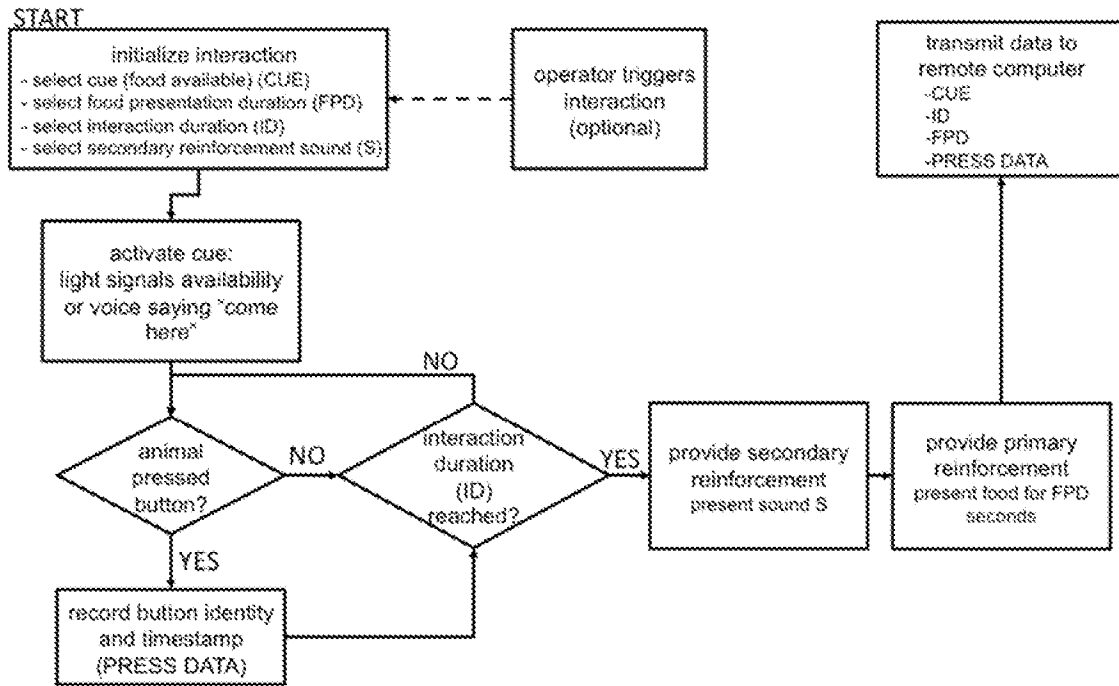 START
initialize interaction
- select cue (food available) (CUE)
- select food presentation duration (FPD)
- select interaction duration (ID)
- select secondary reinforcement sound (S)
operator triggers
interaction
(optional)
transmit data to
remote computer
-CUE
-ID
-FPD
-PRESS DATA
activate cue:
light signals availability
or voice saying "come
here"
NO
animal
pressed
button?
NO
interaction
duration
(ID)
reached?
YES
provide secondary
reinforcement
present sound S
provide primary
reinforcement
present food for FPD
seconds
YES
record button identity
and timestamp
(PRESS DATA)